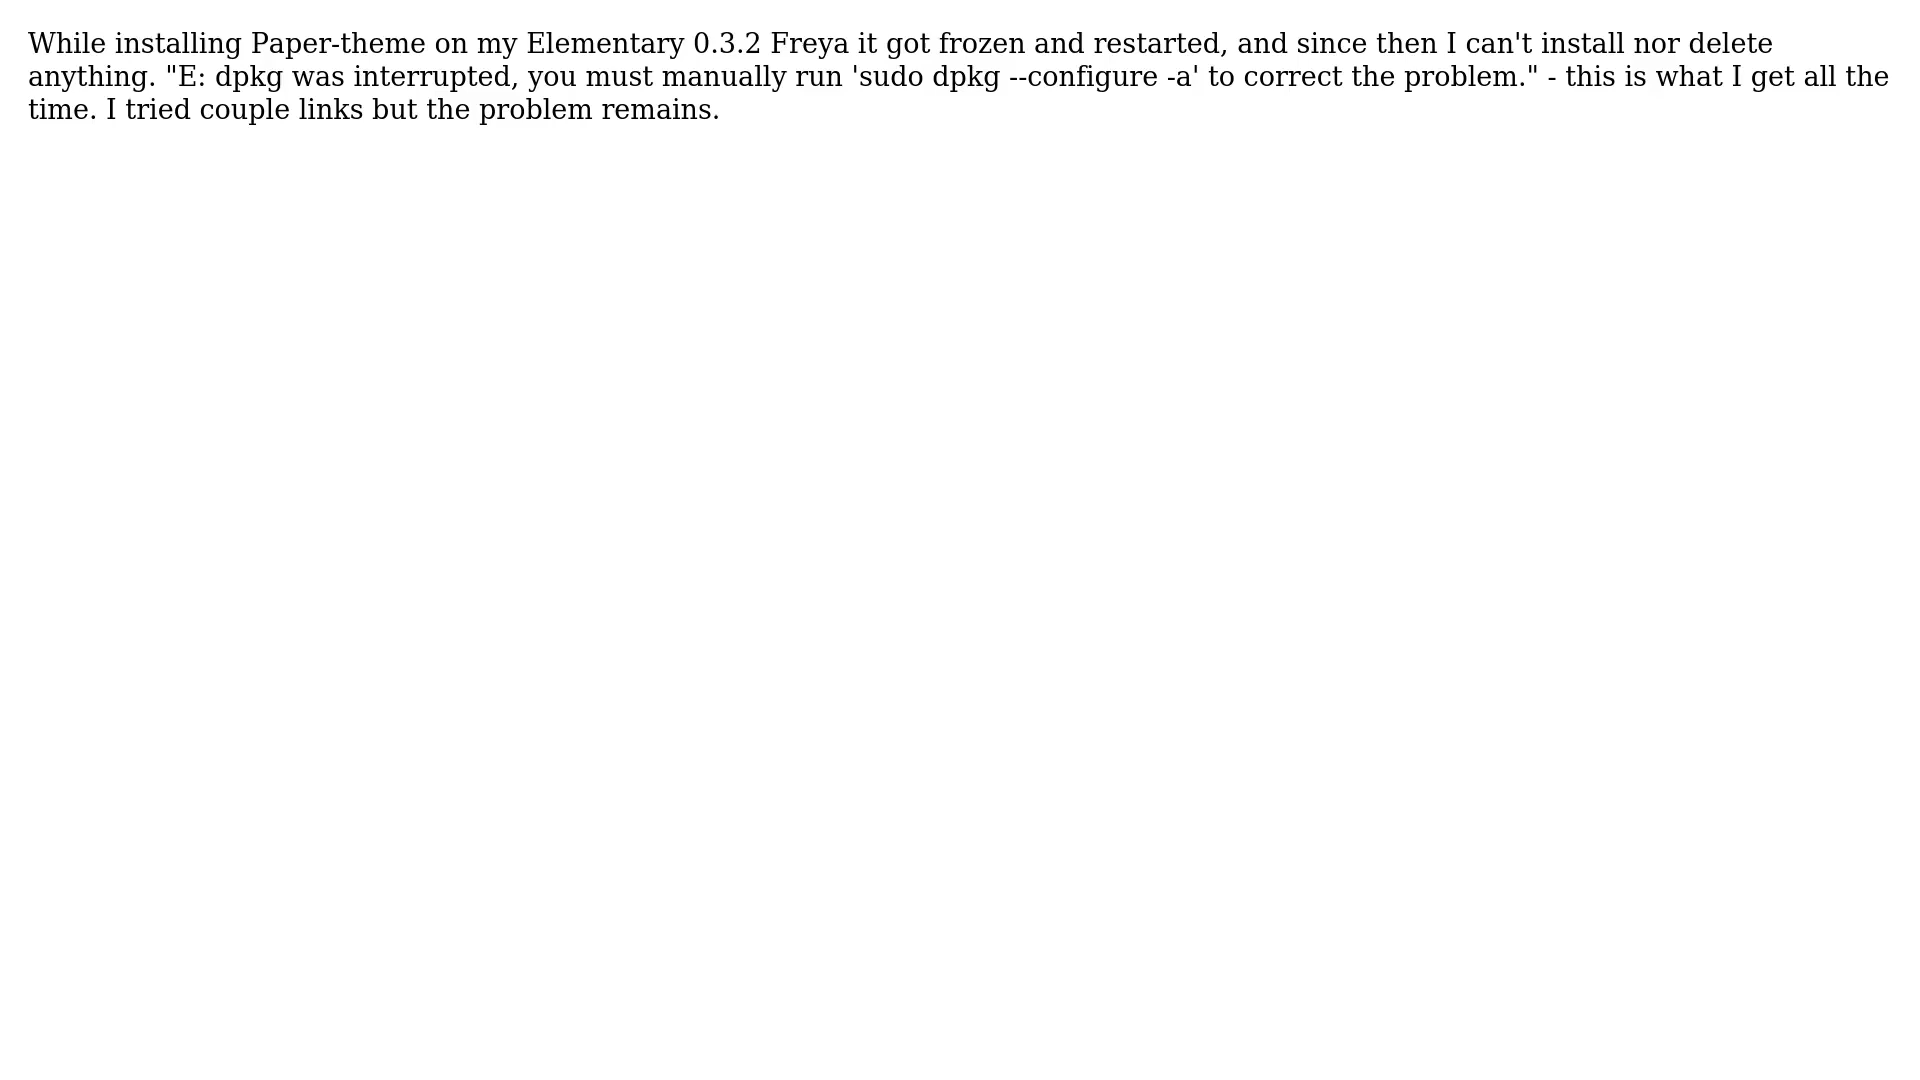 While installing Paper-theme on my Elementary 0.3.2 Freya it got frozen and restarted, and since then I can't install nor delete
anything. "E: dpkg was interrupted, you must manually run 'sudo dpkg --configure -a' to correct the problem." - this is what I get all the
time. I tried couple links but the problem remains.